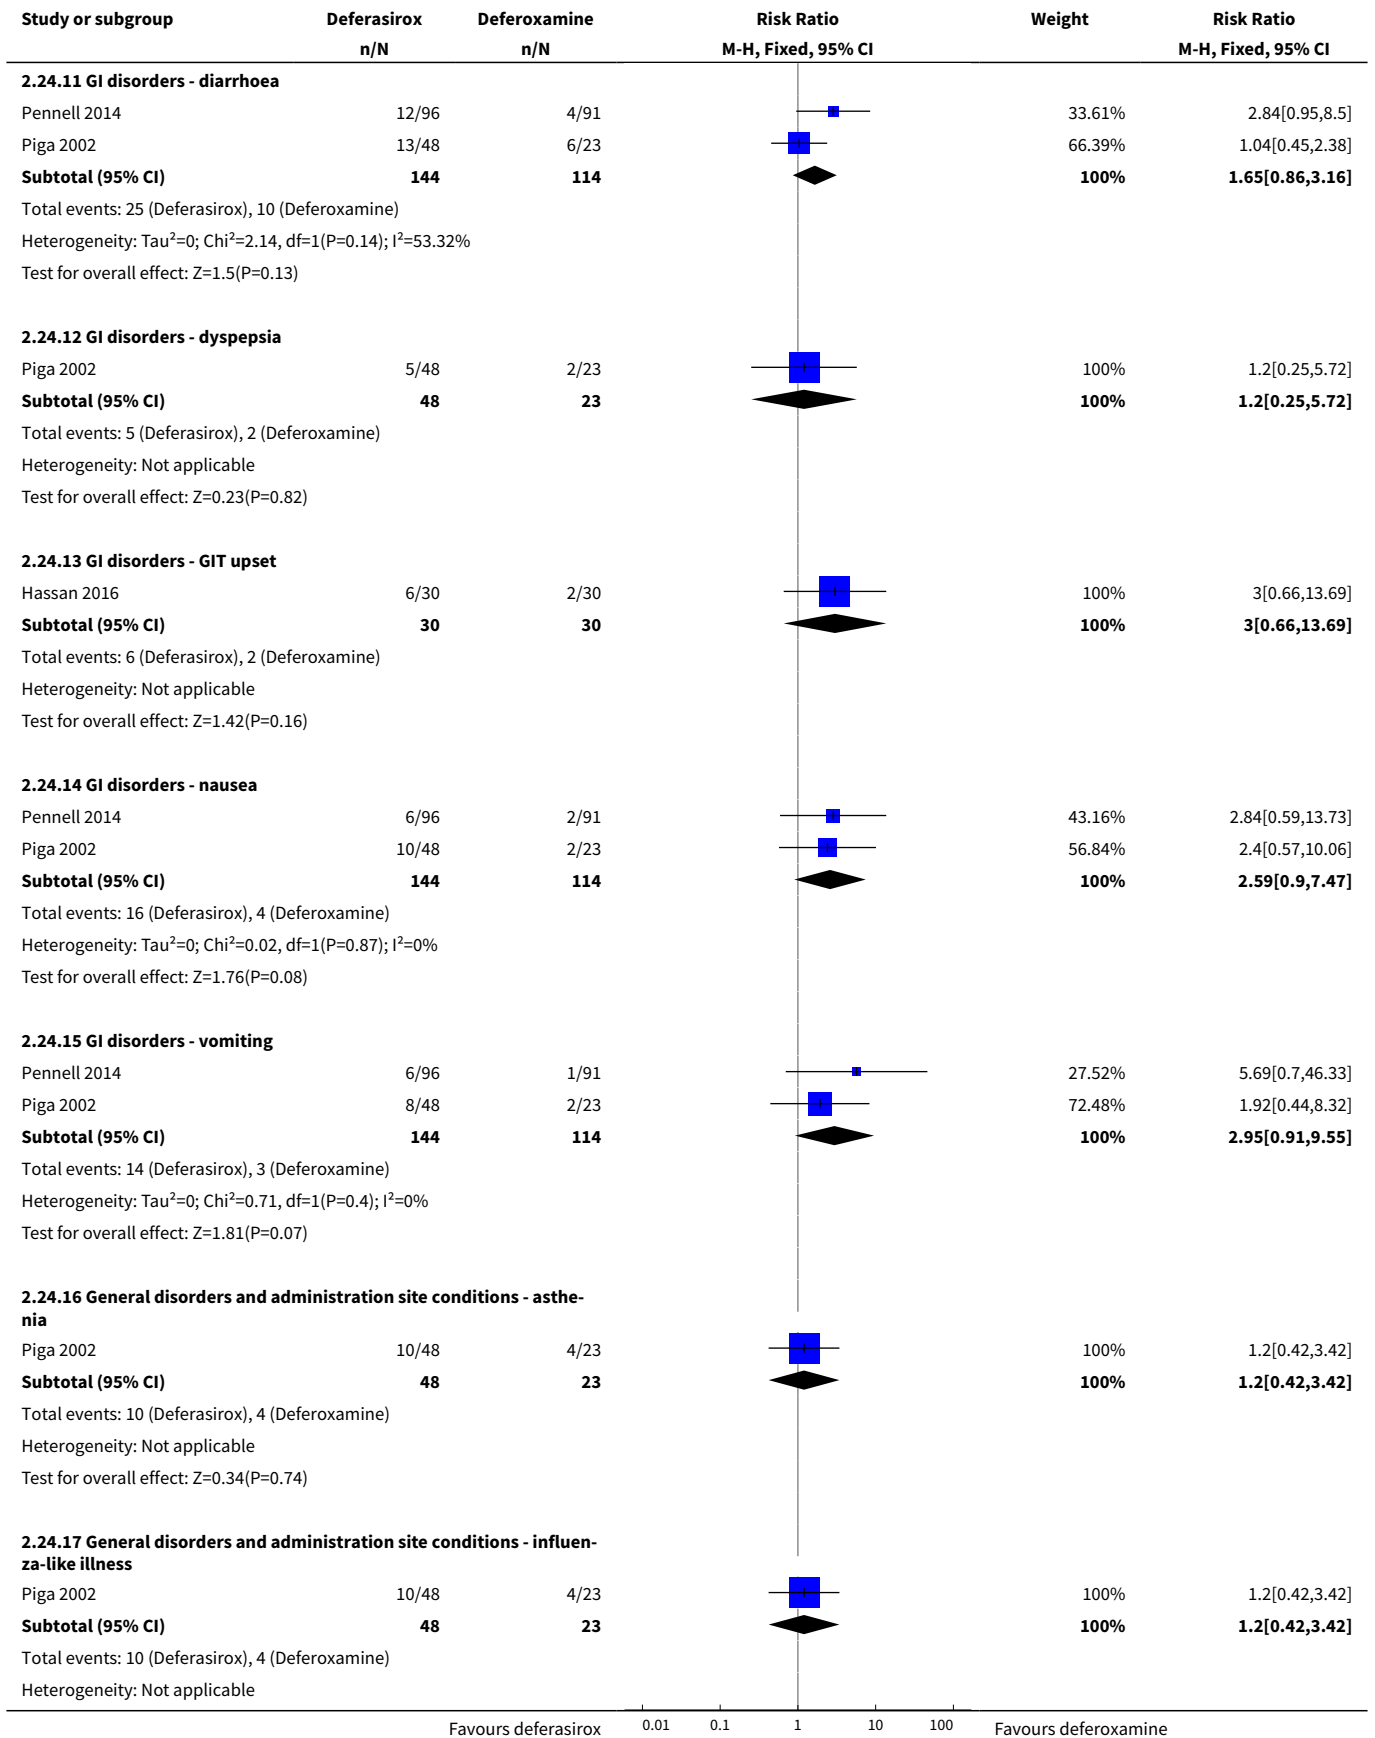 Study or subgroup Deferasirox Deferoxamine Risk Ratio Weight Risk Ratio
n/N n/N M-H, Fixed, 95% CI M-H, Fixed, 95% CI
2.24.11 GI disorders - diarrhoea
Pennell 2014 12/96 4/91 33.61% 2.84[0.95,8.5]
Piga 2002 13/48 6/23 66.39% 1.04[0.45,2.38]
Subtotal (95% CI) 144 114 100% 1.65[0.86,3.16]
Total events: 25 (Deferasirox), 10 (Deferoxamine)
Heterogeneity: Tau²=0; Chi²=2.14, df=1(P=0.14); I²=53.32%
Test for overall effect: Z=1.5(P=0.13)
2.24.12 GI disorders - dyspepsia
Piga 2002 5/48 2/23 100% 1.2[0.25,5.72]
Subtotal (95% CI) 48 23 100% 1.2[0.25,5.72]
Total events: 5 (Deferasirox), 2 (Deferoxamine)
Heterogeneity: Not applicable
Test for overall effect: Z=0.23(P=0.82)
2.24.13 GI disorders - GIT upset
Hassan 2016 6/30 2/30 100% 3[0.66,13.69]
Subtotal (95% CI) 30 30 100% 3[0.66,13.69]
Total events: 6 (Deferasirox), 2 (Deferoxamine)
Heterogeneity: Not applicable
Test for overall effect: Z=1.42(P=0.16)
2.24.14 GI disorders - nausea
Pennell 2014 6/96 2/91 43.16% 2.84[0.59,13.73]
Piga 2002 10/48 2/23 56.84% 2.4[0.57,10.06]
Subtotal (95% CI) 144 114 100% 2.59[0.9,7.47]
Total events: 16 (Deferasirox), 4 (Deferoxamine)
Heterogeneity: Tau²=0; Chi²=0.02, df=1(P=0.87); I²=0%
Test for overall effect: Z=1.76(P=0.08)
2.24.15 GI disorders - vomiting
Pennell 2014 6/96 1/91 27.52% 5.69[0.7,46.33]
Piga 2002 8/48 2/23 72.48% 1.92[0.44,8.32]
Subtotal (95% CI) 144 114 100% 2.95[0.91,9.55]
Total events: 14 (Deferasirox), 3 (Deferoxamine)
Heterogeneity: Tau²=0; Chi²=0.71, df=1(P=0.4); I²=0%
Test for overall effect: Z=1.81(P=0.07)
2.24.16 General disorders and administration site conditions - asthe-
nia
Piga 2002 10/48 4/23 100% 1.2[0.42,3.42]
Subtotal (95% CI) 48 23 100% 1.2[0.42,3.42]
Total events: 10 (Deferasirox), 4 (Deferoxamine)
Heterogeneity: Not applicable
Test for overall effect: Z=0.34(P=0.74)
2.24.17 General disorders and administration site conditions - influen-
za-like illness
Piga 2002 10/48 4/23 100% 1.2[0.42,3.42]
Subtotal (95% CI) 48 23 100% 1.2[0.42,3.42]
Total events: 10 (Deferasirox), 4 (Deferoxamine)
Heterogeneity: Not applicable
Favours deferasirox 0.01 0.1 1 10 100 Favours deferoxamine